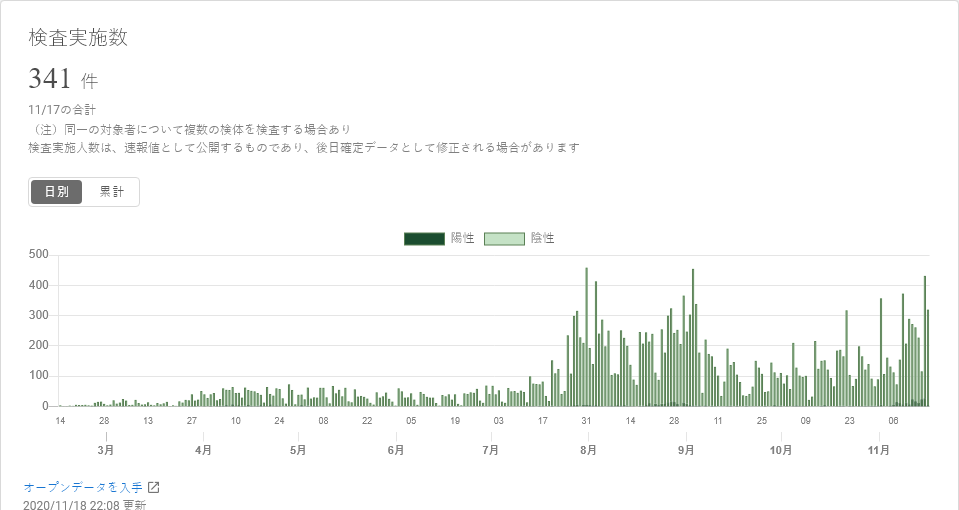 検査実施数
341 件
11/17の合計
（注）同一の対象者について複数の検体を検査する場合あり
検査実施人数は、速報値として公開するものであり、後日確定データとして修正される場合があります
日別 累計
陽性 陰性
500
400
300
200
100
0
14 28 13 27 10 24 08 22 05 19 03 17 31 14 28 11 25 09 23 06
3月 4月 5月 6月 7月 8月 9月 10月 11月
オープンデータを入手
2020/11/18 22:08 更新